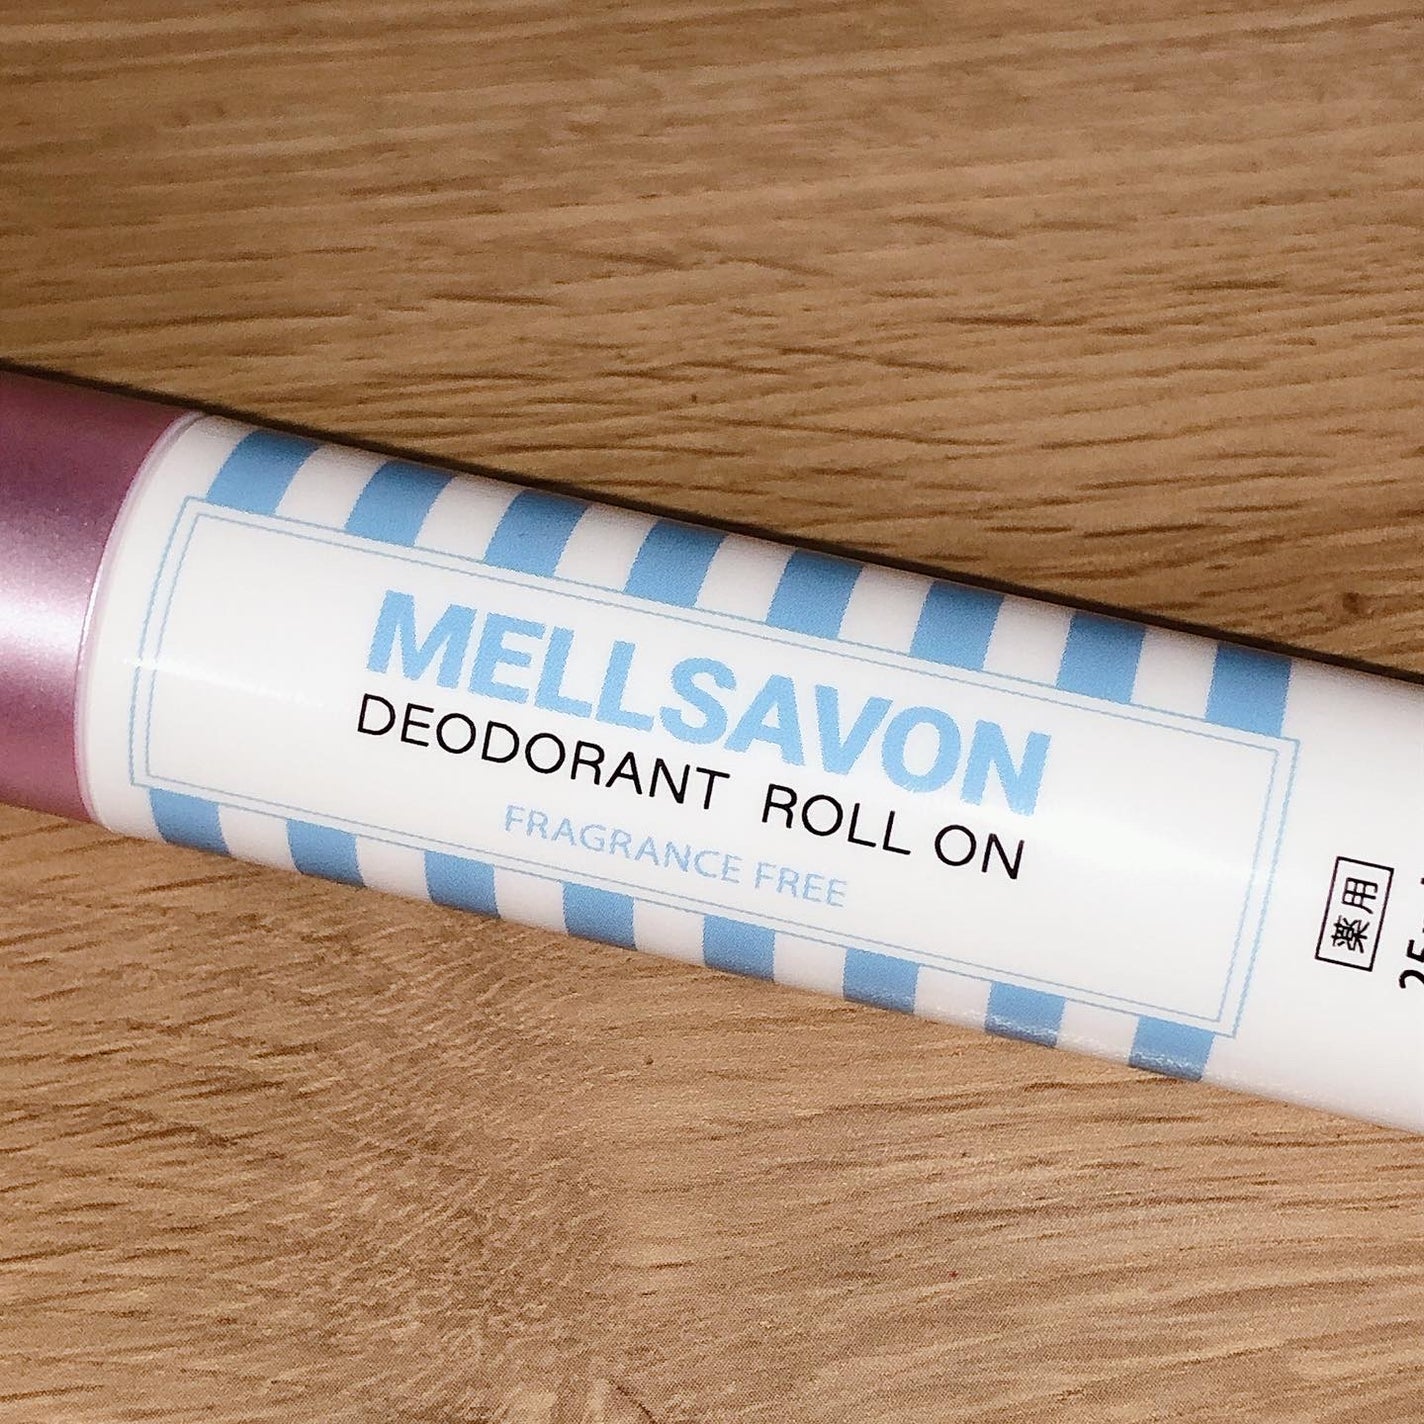 MELLSAVON
DEODORANT ROLL ON
FRAGRANCE FREE
薬用